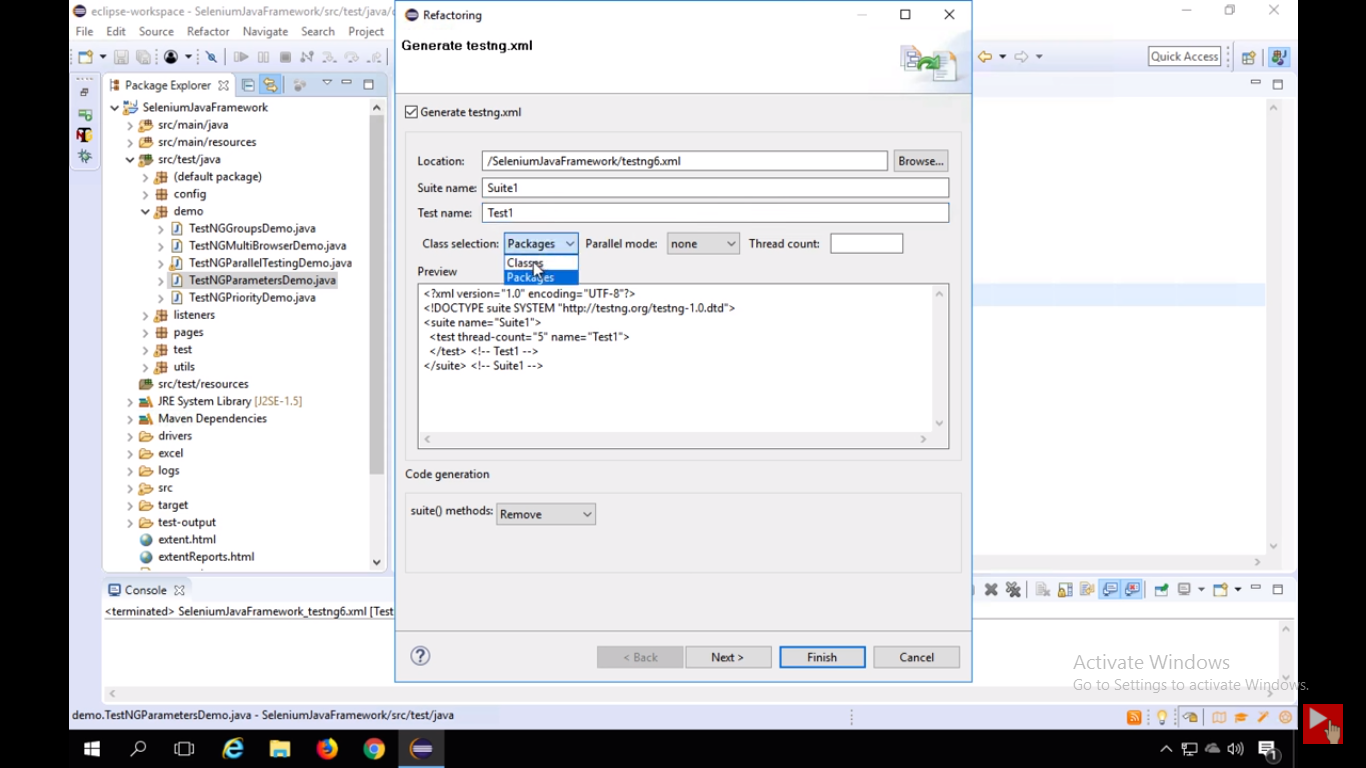 eclipse-workspace - SeleniumJavaFramework/src/test/java/
File Edit Source Refactor Navigate Search Project
Refactoring
Generate testng.xml
Quick Access
Package Explorer
SeleniumJavaFramework
src/main/java
src/main/resources
src/test/java
(default package)
config
demo
TestNGGroupsDemo.java
TestNGMultiBrowserDemo.java
TestNGParallelTestingDemo.java
TestNGParametersDemo.java
TestNGPriorityDemo.java
listeners
pages
test
utils
src/test/resources
JRE System Library [J2SE-1.5]
Maven Dependencies
drivers
excel
logs
src
target
test-output
extent.html
extentReports.html
Generate testng.xml
Location: /SeleniumJavaFramework/testng6.xml Browse...
Suite name: Suite1
Test name: Test1
Class selection: Packages Parallel mode: none Thread count:
Classes
Packages
Preview
<?xml version="1.0" encoding="UTF-8"?>
<!DOCTYPE suite SYSTEM "http://testng.org/testng-1.0.dtd">
<suite name="Suite1">
<test thread-count="5" name="Test1">
</test> <!-- Test1 -->
</suite> <!-- Suite1 -->
Code generation
suite() methods: Remove
< Back Next > Finish Cancel
Console
<terminated> SeleniumJavaFramework_testng6.xml [Test
Activate Windows
Go to Settings to activate Windows.
demo.TestNGParametersDemo.java - SeleniumJavaFramework/src/test/java
1